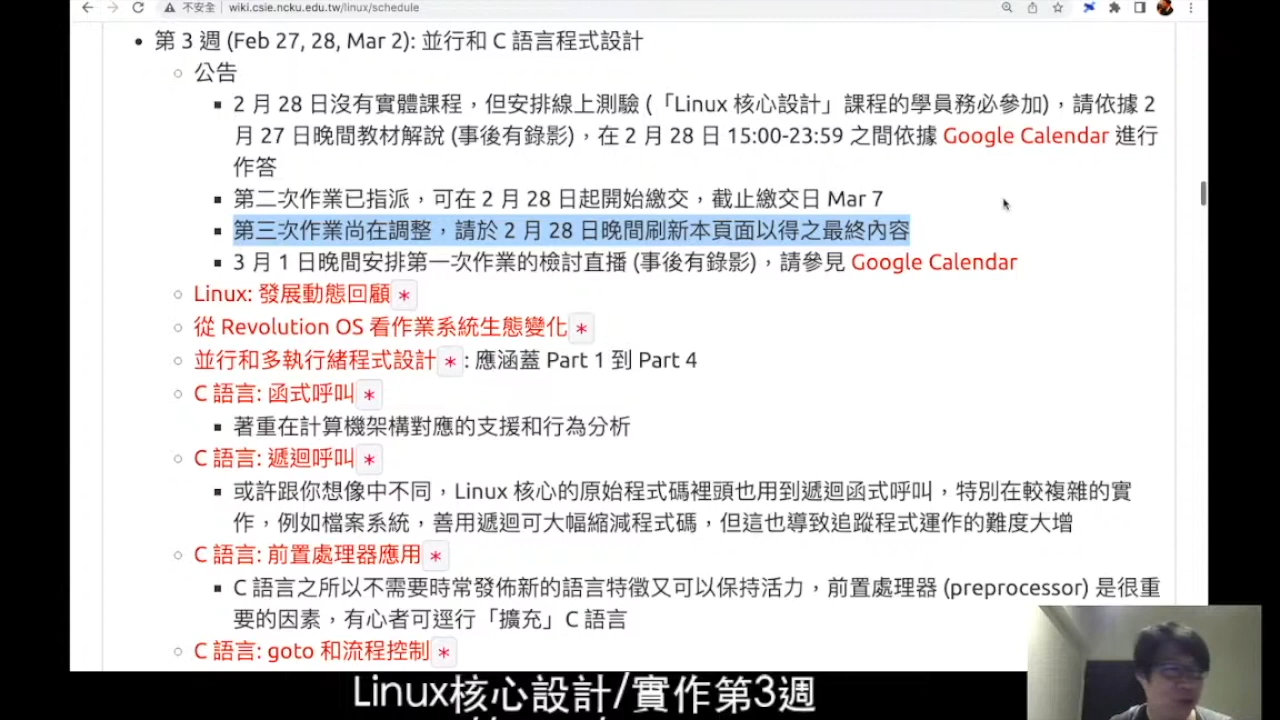 不安全 | wiki.csie.ncku.edu.tw/linux/schedule
第 3 週 (Feb 27, 28, Mar 2): 並行和 C 語言程式設計
公告
2 月 28 日沒有實體課程，但安排線上測驗 (「Linux 核心設計」課程的學員務必參加)，請依據 2
月 27 日晚間教材解說 (事後有錄影)，在 2 月 28 日 15:00-23:59 之間依據 Google Calendar 進行
作答
第二次作業已指派，可在 2 月 28 日起開始繳交，截止繳交日 Mar 7
第三次作業尚在調整，請於 2 月 28 日晚間刷新本頁面以得之最終內容
3 月 1 日晚間安排第一次作業的檢討直播 (事後有錄影)，請參見 Google Calendar
Linux: 發展動態回顧 *
從 Revolution OS 看作業系統生態變化 *
並行和多執行緒程式設計 * : 應涵蓋 Part 1 到 Part 4
C 語言: 函式呼叫 *
著重在計算機架構對應的支援和行為分析
C 語言: 遞迴呼叫 *
或許跟你想像中不同，Linux 核心的原始程式碼裡頭也用到遞迴函式呼叫，特別在較複雜的實
作，例如檔案系統，善用遞迴可大幅縮減程式碼，但這也導致追蹤程式運作的難度大增
C 語言: 前置處理器應用 *
C 語言之所以不需要時常發佈新的語言特徵又可以保持活力，前置處理器 (preprocessor) 是很重
要的因素，有心者可逕行「擴充」C 語言
C 語言: goto 和流程控制 *
Linux核心設計/實作第3週